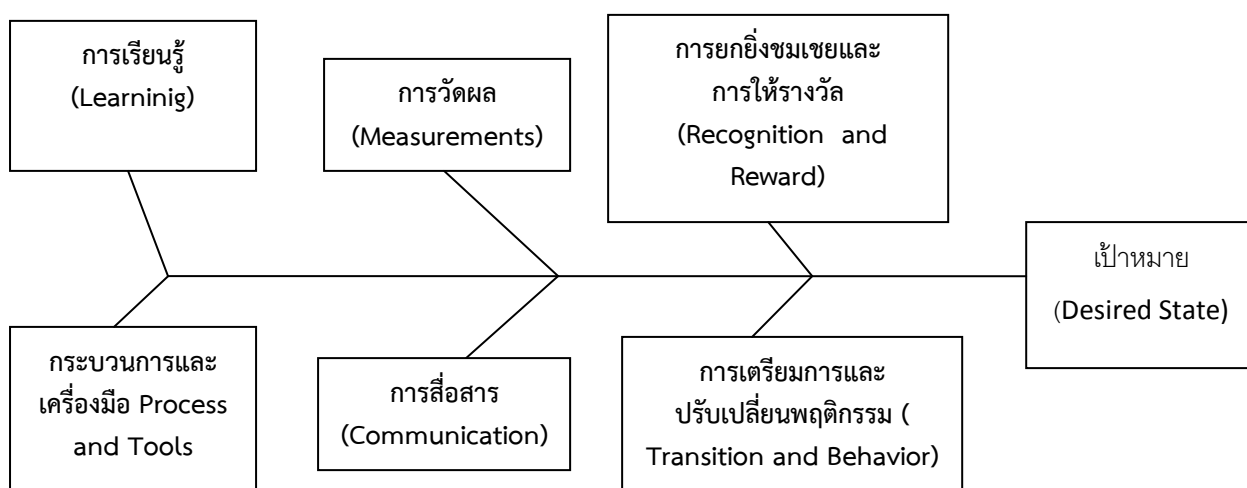 การเรียนรู้
(Learninig)
การวัดผล
(Measurements)
การยกยิ่งชมเชยและ
การให้รางวัล
(Recognition and
Reward)
เป้าหมาย
(Desired State)
กระบวนการและ
เครื่องมือ Process
and Tools
การสื่อสาร
(Communication)
การเตรียมการและ
ปรับเปลี่ยนพฤติกรรม (
Transition and Behavior)